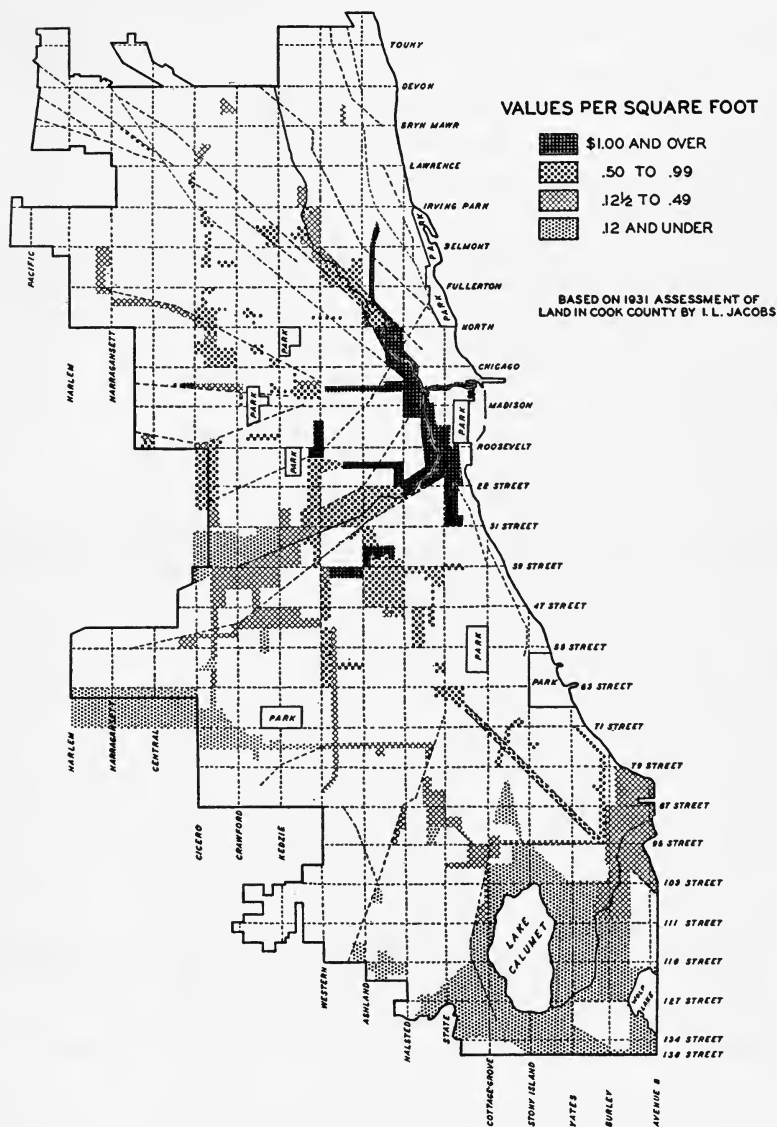 TOUHY
DEVON
BRYN MAWR
LAWRENCE
IRVING PARK
BELMONT
FULLERTON
NORTH
CHICAGO
MADISON
ROOSEVELT
22 STREET
31 STREET
39 STREET
47 STREET
55 STREET
63 STREET
71 STREET
79 STREET
87 STREET
95 STREET
103 STREET
111 STREET
119 STREET
127 STREET
134 STREET
138 STREET
VALUES PER SQUARE FOOT
$1.00 AND OVER
.50 TO .99
.12½ TO .49
.12 AND UNDER
BASED ON 1931 ASSESSMENT OF
LAND IN COOK COUNTY BY I. L. JACOBS
PARK
PARK
PARK
PARK
PARK
PARK
PARK
PARK
PARK
LAKE
CALUMET
WOLF
LAKE
PACIFIC
HARLEM
NARRAGANSETT
HARLEM
NARRAGANSETT
CENTRAL
CICERO
CRAWFORD
KEDZIE
WESTERN
ASHLAND
HALSTED
STATE
COTTAGE GROVE
STONY ISLAND
YATES
BURLEY
AVENUE B